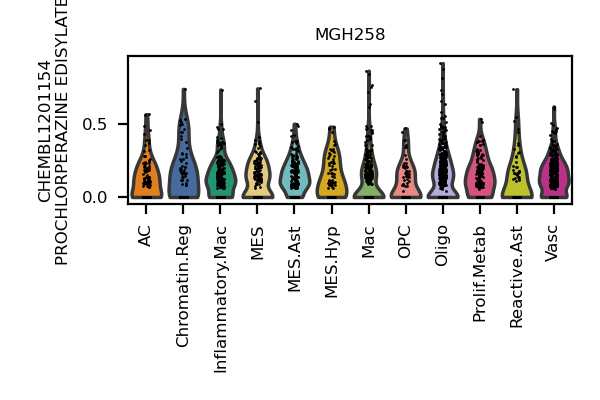 MGH258
CHEMBL1201154
PROCHLORPERAZINE EDISYLATE
0.5
0.0
AC
Chromatin.Reg
Inflammatory.Mac
MES
MES.Ast
MES.Hyp
Mac
OPC
Oligo
Prolif.Metab
Reactive.Ast
Vasc